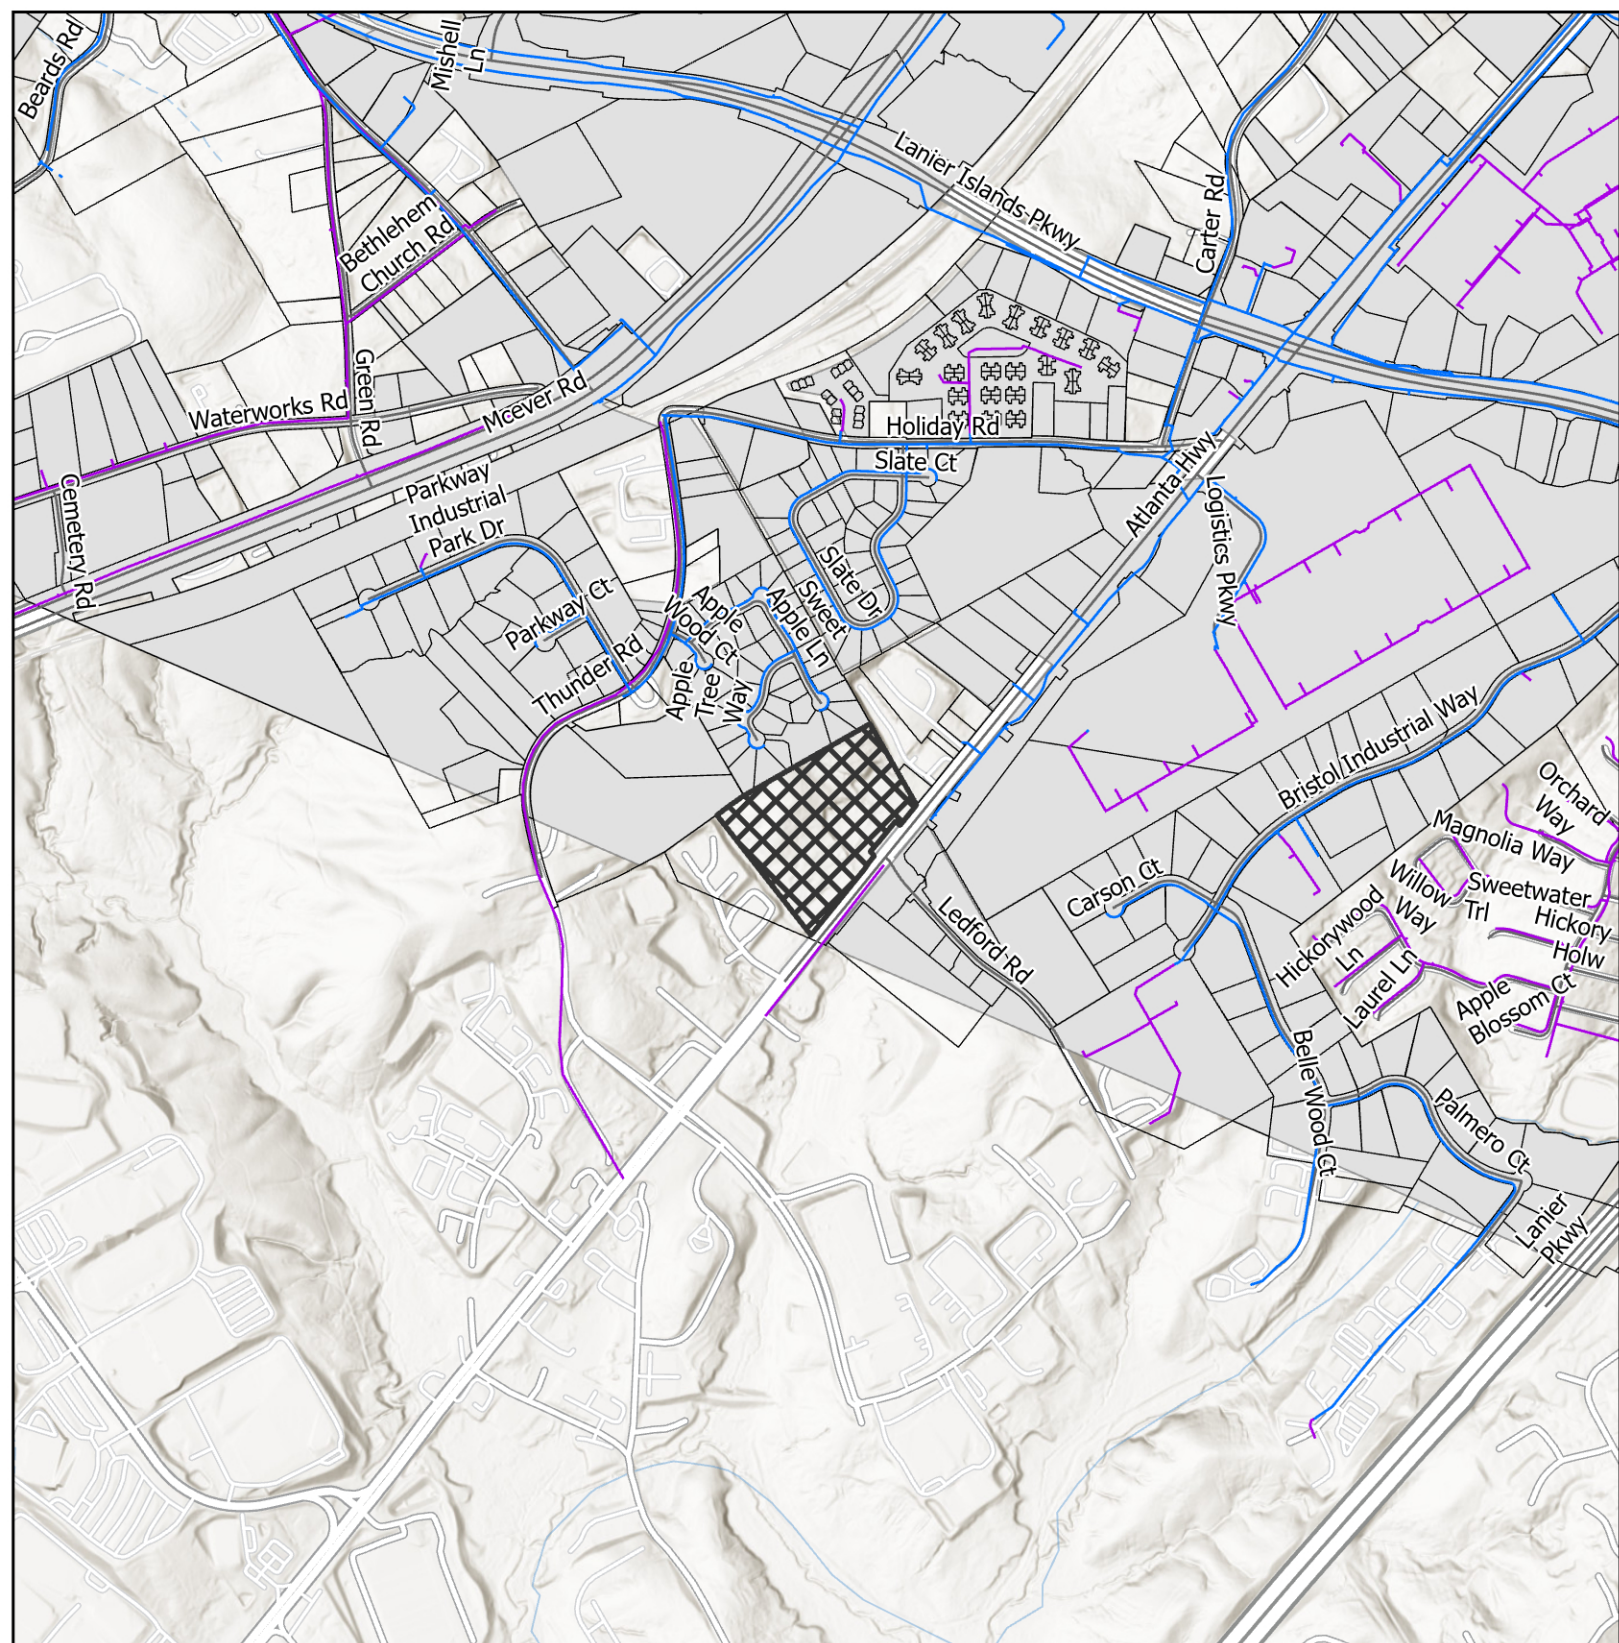 Beards Rd
Mishell
Ln
Lanier Islands Pkwy
Carter Rd
Bethlehem
Church Rd
Green Rd
Waterworks Rd
Mcever Rd
Holiday Rd
Slate Ct
Atlanta Hwy
Logistics Pkwy
Cemetery Rd
Parkway
Industrial
Park Dr
Parkway Ct
Thunder Rd
Apple
Wood Ct
Apple
Tree
Way
Sweet
Apple Ln
Slate Dr
Bristol Industrial Way
Orchard
Way
Magnolia Way
Willow
Way
Sweetwater
Trl
Hickory
Holw
Hickorywood
Ln
Laurel Ln
Apple
Blossom Ct
Carson Ct
Ledford Rd
Belle Wood Ct
Palmero Ct
Lanier
Pkwy